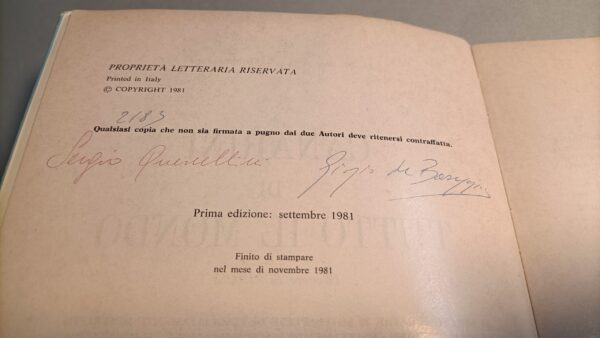 PROPRIETÀ LETTERARIA RISERVATA
Printed in Italy
© COPYRIGHT 1981
2183
Qualsiasi copia che non sia firmata a pugno dai due Autori deve ritenersi contraffatta.
Sergio
Prima edizione: settembre 1981
Finito di stampare
nel mese di novembre 1981